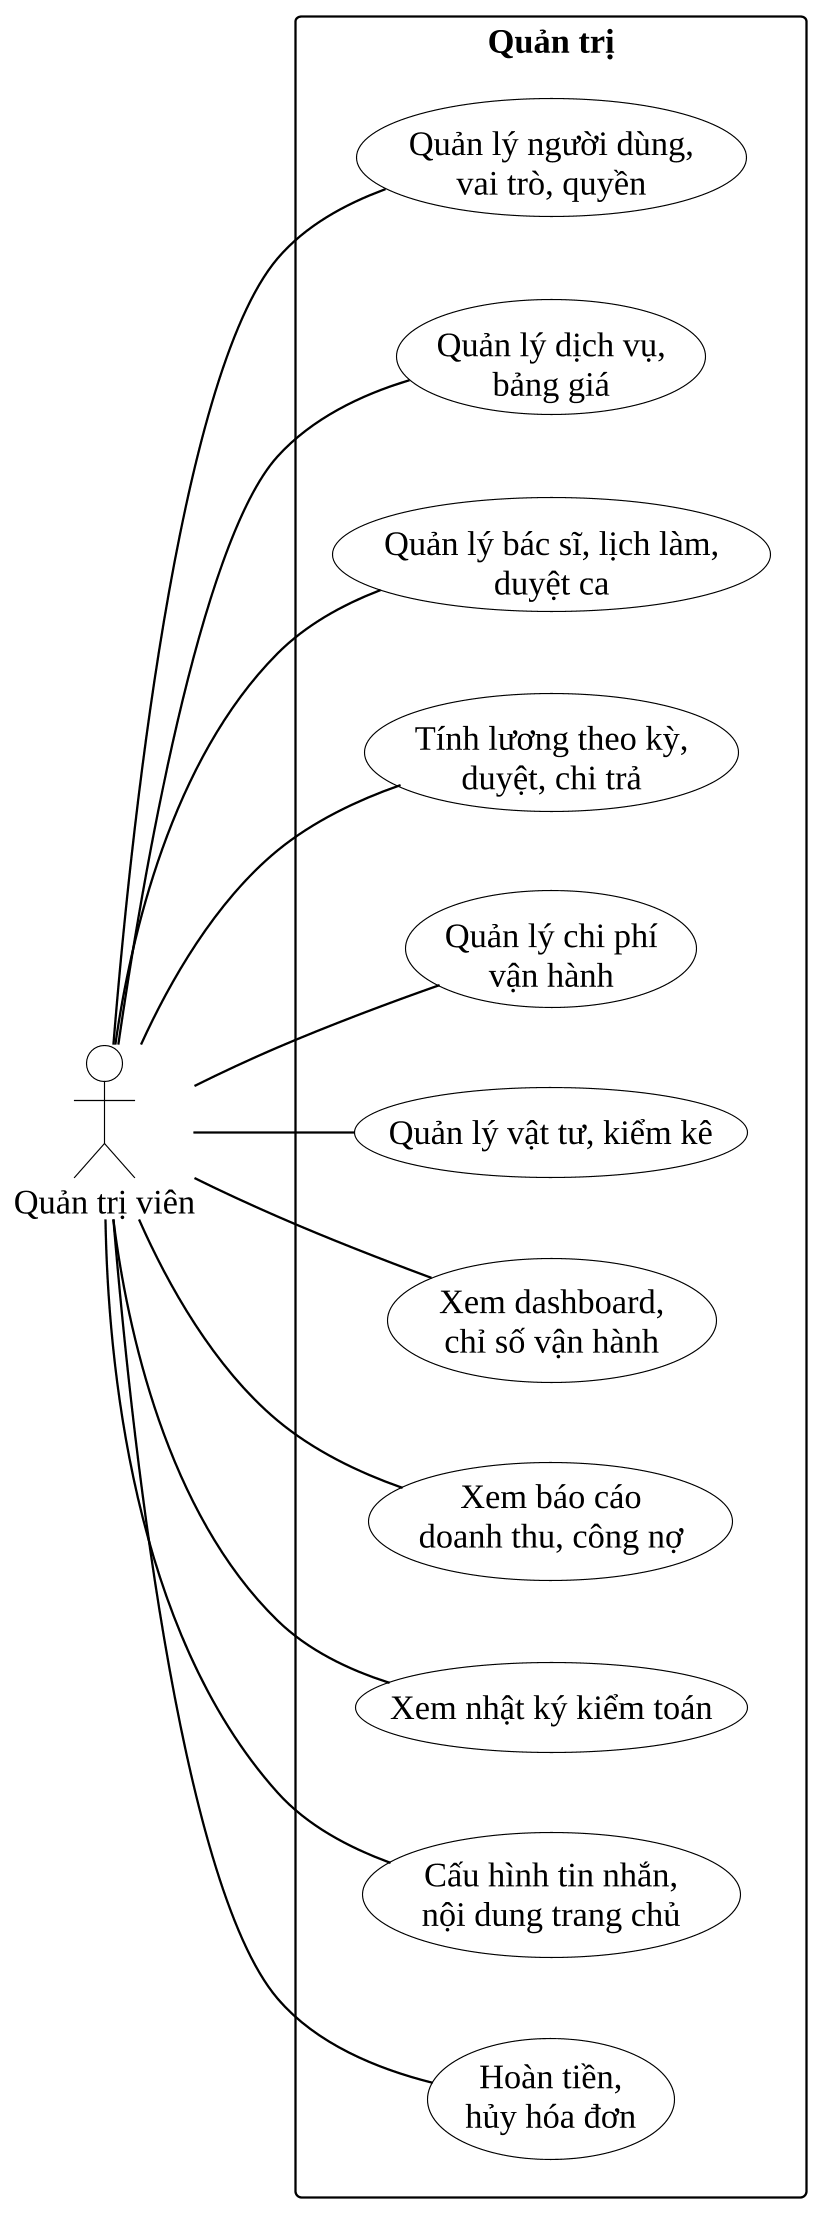 Quản trị
Quản lý người dùng,
vai trò, quyền
Quản lý dịch vụ,
bảng giá
Quản lý bác sĩ, lịch làm,
duyệt ca
Tính lương theo kỳ,
duyệt, chi trả
Quản lý chi phí
vận hành
Quản lý vật tư, kiểm kê
Quản trị viên
Xem dashboard,
chỉ số vận hành
Xem báo cáo
doanh thu, công nợ
Xem nhật ký kiểm toán
Cấu hình tin nhắn,
nội dung trang chủ
Hoàn tiền,
hủy hóa đơn